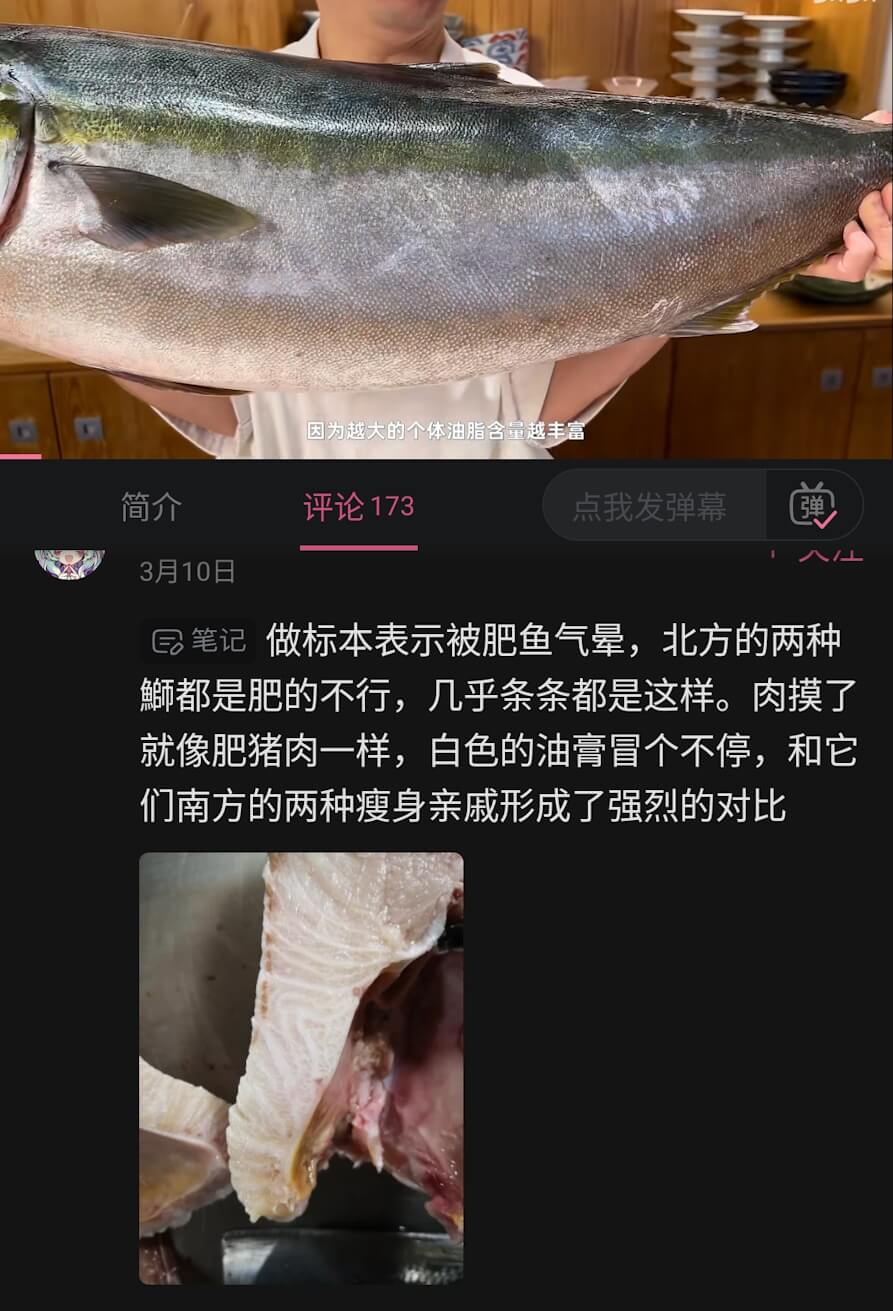 因为越大的个体油脂含量越丰富
简介
评论 173
点我发弹幕
弹
3月10日
笔记 做标本表示被肥鱼气晕，北方的两种
鰤都是肥的不行，几乎条条都是这样。肉摸了
就像肥猪肉一样，白色的油膏冒个不停，和它
们南方的两种瘦身亲戚形成了强烈的对比